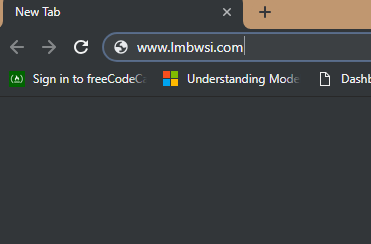 New Tab
www.lmbwsi.com
Sign in to freeCodeCa
Understanding Mode
Dashb